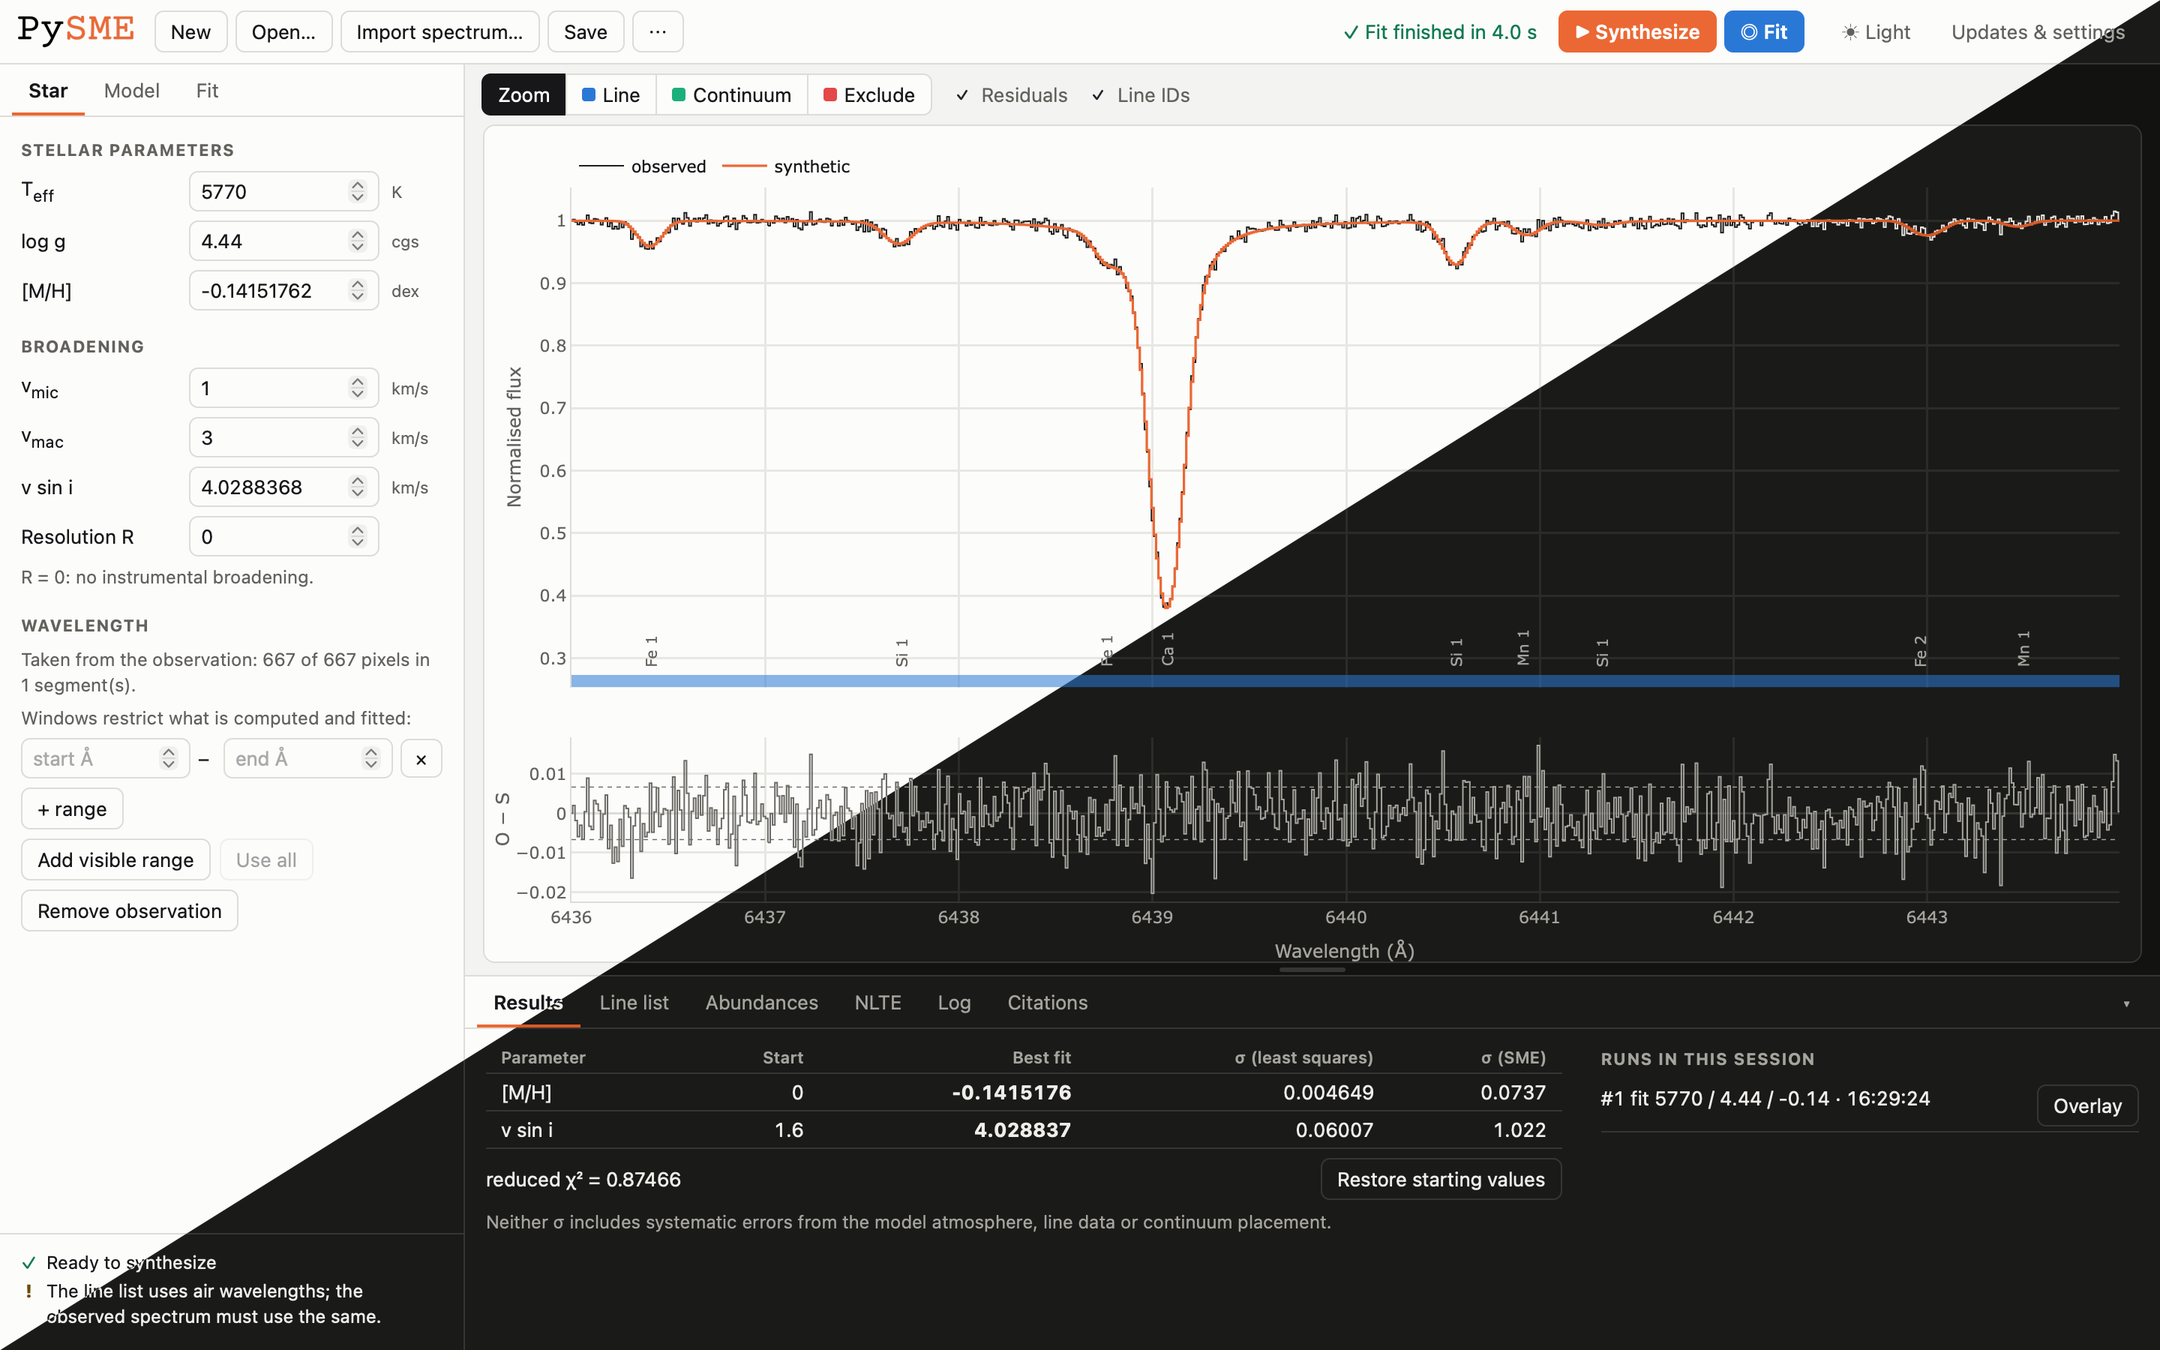 PySME New Open... Import spectrum... Save ... ✓ Fit finished in 4.0 s ▶ Synthesize ◎ Fit ☀ Light Updates & settings
Star Model Fit
Zoom Line Continuum Exclude ✓ Residuals ✓ Line IDs
STELLAR PARAMETERS
Teff 5770 K
log g 4.44 cgs
[M/H] -0.14151762 dex
BROADENING
vmic 1 km/s
vmac 3 km/s
v sin i 4.0288368 km/s
Resolution R 0
R = 0: no instrumental broadening.
WAVELENGTH
Taken from the observation: 667 of 667 pixels in
1 segment(s).
Windows restrict what is computed and fitted:
start Å – end Å ×
+ range
Add visible range Use all
Remove observation
✓ Ready to synthesize
! The line list uses air wavelengths; the
observed spectrum must use the same.
observed synthetic
Normalised flux
1
0.9
0.8
0.7
0.6
0.5
0.4
0.3
Fe 1 Si 1 Fe 1 Ca 1 Si 1 Mn 1 Si 1 Fe 2 Mn 1
O − S
0.01
0
−0.01
−0.02
6436 6437 6438 6439 6440 6441 6442 6443
Wavelength (Å)
Results Line list Abundances NLTE Log Citations ▾
Parameter Start Best fit σ (least squares) σ (SME)
[M/H] 0 -0.1415176 0.004649 0.0737
v sin i 1.6 4.028837 0.06007 1.022
reduced χ² = 0.87466 Restore starting values
Neither σ includes systematic errors from the model atmosphere, line data or continuum placement.
RUNS IN THIS SESSION
#1 fit 5770 / 4.44 / -0.14 · 16:29:24 Overlay